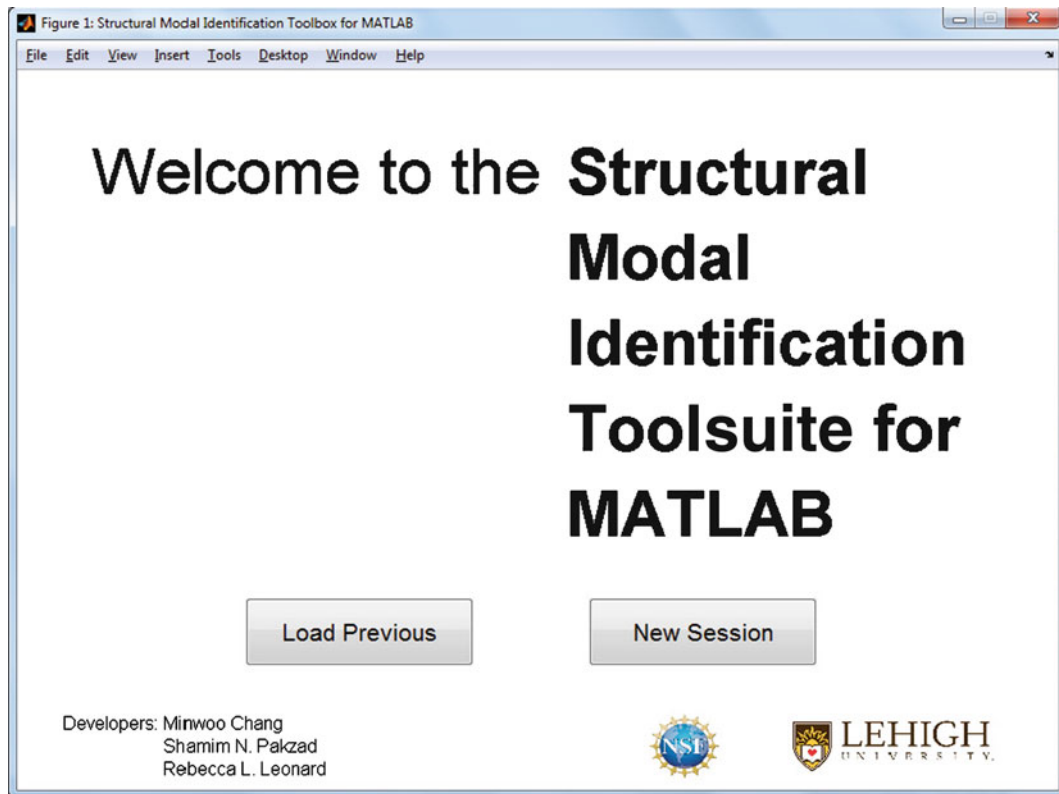 Figure 1: Structural Modal Identification Toolbox for MATLAB
File Edit View Insert Tools Desktop Window Help
Welcome to the Structural
Modal
Identification
Toolsuite for
MATLAB
Load Previous
New Session
Developers: Minwoo Chang
Shamim N. Pakzad
Rebecca L. Leonard
NSF
LEHIGH
UNIVERSITY.